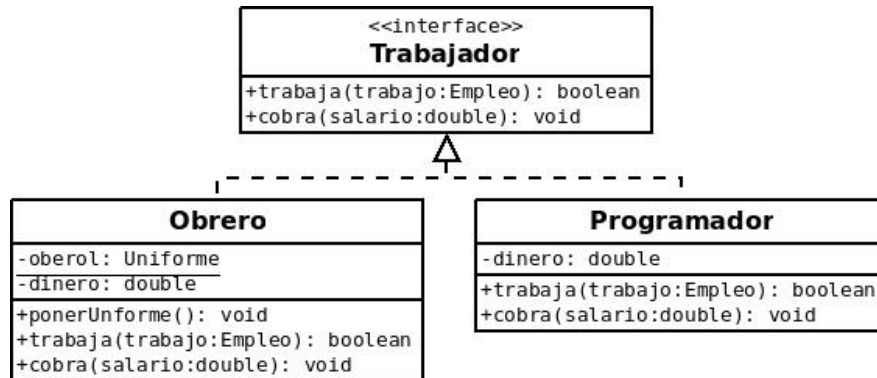 <<interface>>
Trabajador
+trabaja(trabajo:Empleo): boolean
+cobra(salario:double): void
Obrero
-oberol: Uniforme
-dinero: double
+ponerUnforme(): void
+trabaja(trabajo:Empleo): boolean
+cobra(salario:double): void
Programador
-dinero: double
+trabaja(trabajo:Empleo): boolean
+cobra(salario:double): void